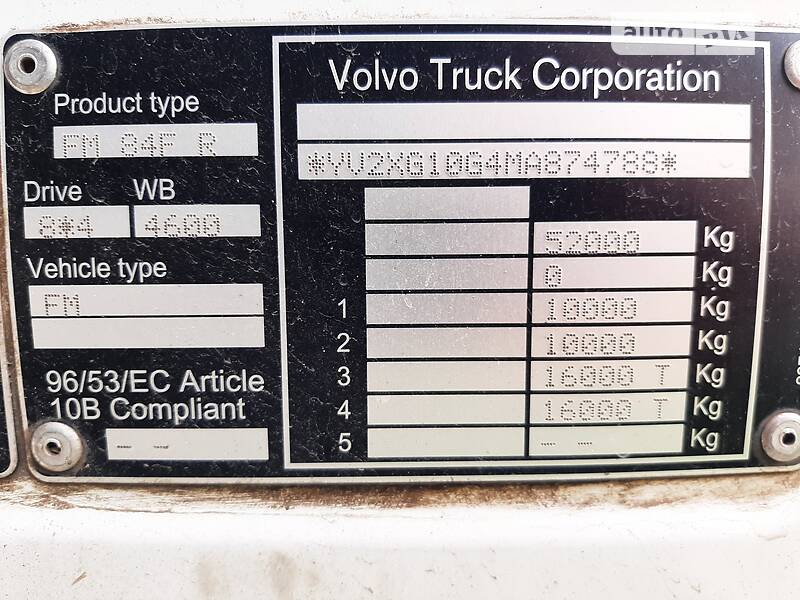 auto RIA
Product type
FM 84F R
Drive WB
8*4 4600
Vehicle type
FM
96/53/EC Article
10B Compliant
---- ----
Volvo Truck Corporation
*YV2XG10G4MA874788*
52000 Kg
0 Kg
1 10000 Kg
2 10000 Kg
3 16000 T Kg
4 16000 T Kg
5 -- -- Kg